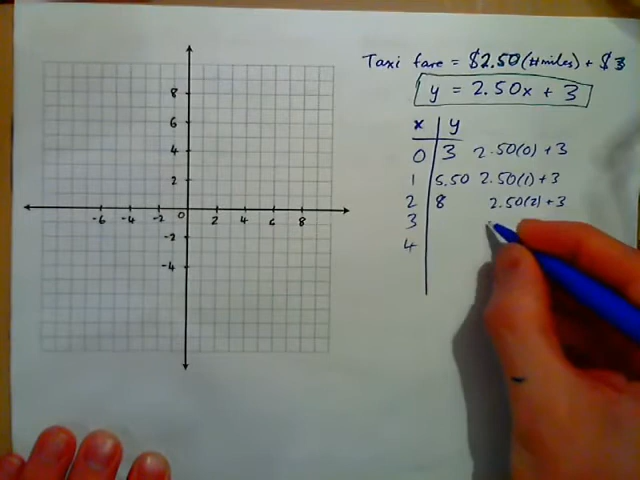 Taxi fare = $2.50(#miles) + $3
y = 2.50x + 3
x y
0 3 2.50(0) + 3
1 5.50 2.50(1) + 3
2 8 2.50(2) + 3
3
4
8
6
4
2
-6 -4 -2 0 2 4 6 8
-2
-4